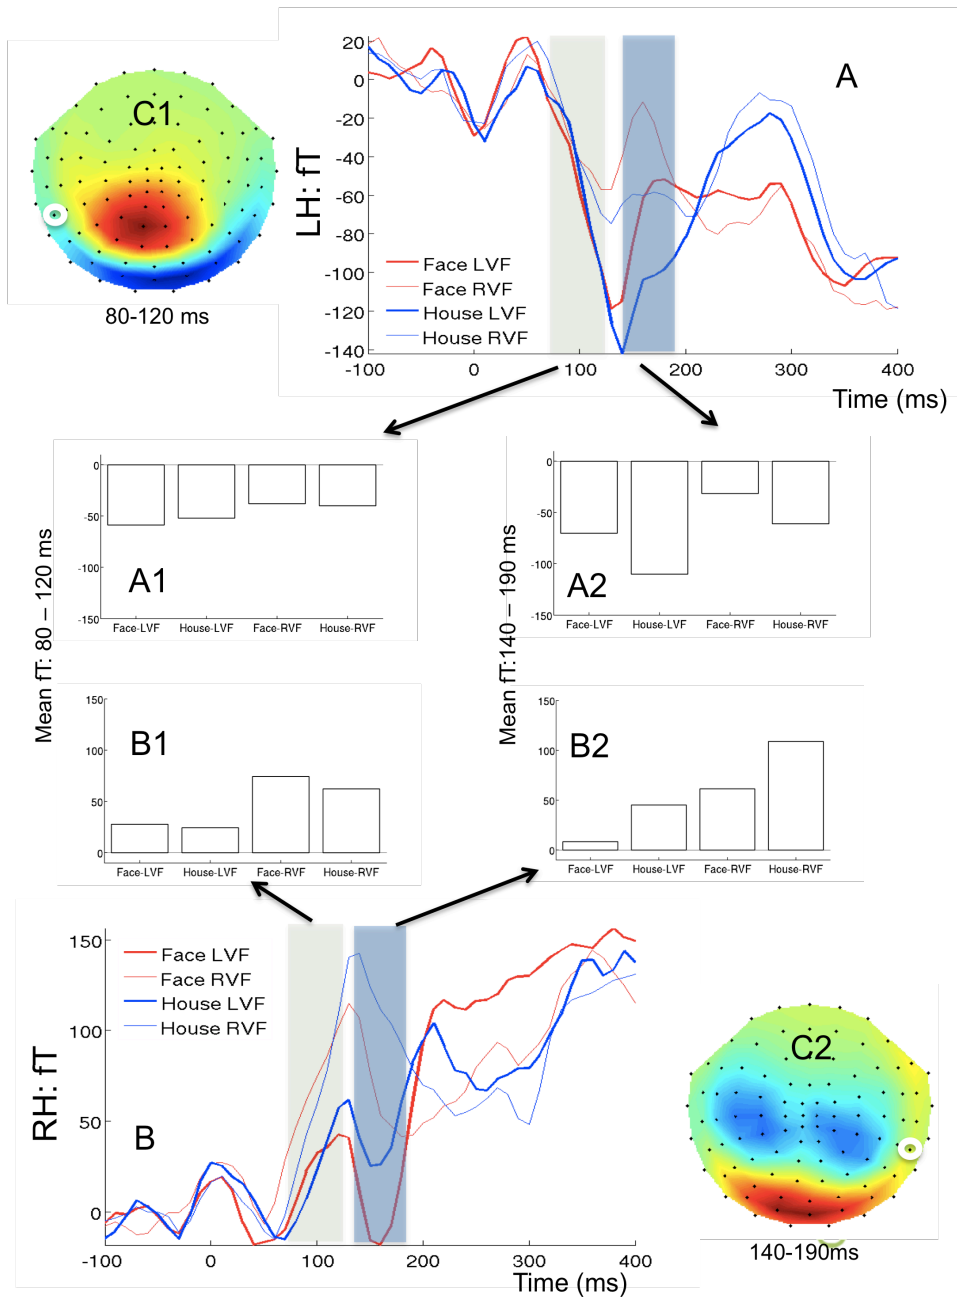 C1
80-120 ms
A
LH: fT
20
0
-20
-40
-60
-80
-100
-120
-140
Face LVF
Face RVF
House LVF
House RVF
-100 0 100 200 300 400
Time (ms)
Mean fT: 80 – 120 ms
0
-50
-100
-150
A1
Face-LVF House-LVF Face-RVF House-RVF
Mean fT:140 – 190 ms
0
-50
-100
-150
A2
Face-LVF House-LVF Face-RVF House-RVF
150
100
50
0
B1
Face-LVF House-LVF Face-RVF House-RVF
150
100
50
0
B2
Face-LVF House-LVF Face-RVF House-RVF
RH: fT
150
100
50
0
Face LVF
Face RVF
House LVF
House RVF
B
-100 0 100 200 300 400
Time (ms)
C2
140-190ms